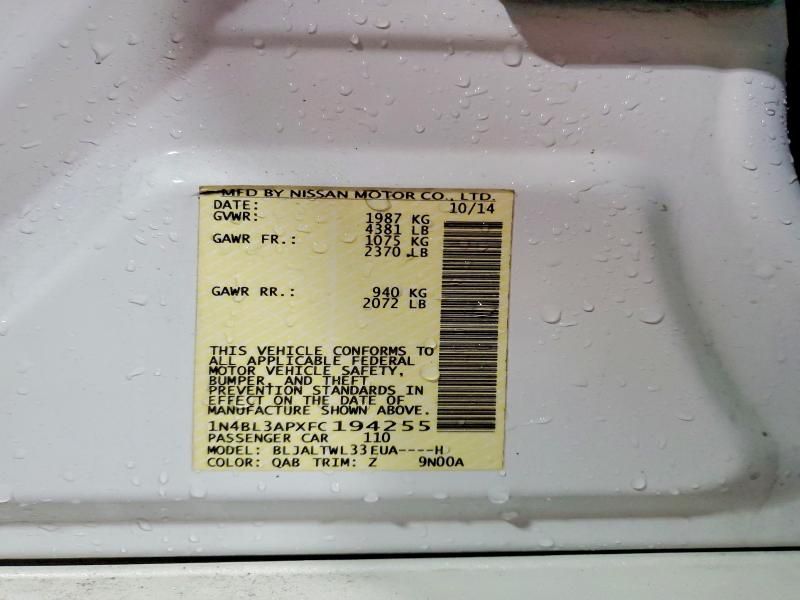 MFD BY NISSAN MOTOR CO., LTD.
DATE: 10/14
GVWR: 1987 KG
4381 LB
GAWR FR.: 1075 KG
2370 LB
GAWR RR.: 940 KG
2072 LB
THIS VEHICLE CONFORMS TO
ALL APPLICABLE FEDERAL
MOTOR VEHICLE SAFETY,
BUMPER, AND THEFT
PREVENTION STANDARDS IN
EFFECT ON THE DATE OF
MANUFACTURE SHOWN ABOVE.
1N4BL3APXFC194255
PASSENGER CAR 110
MODEL: BLJALTWL33EUA----H
COLOR: QAB TRIM: Z 9N00A